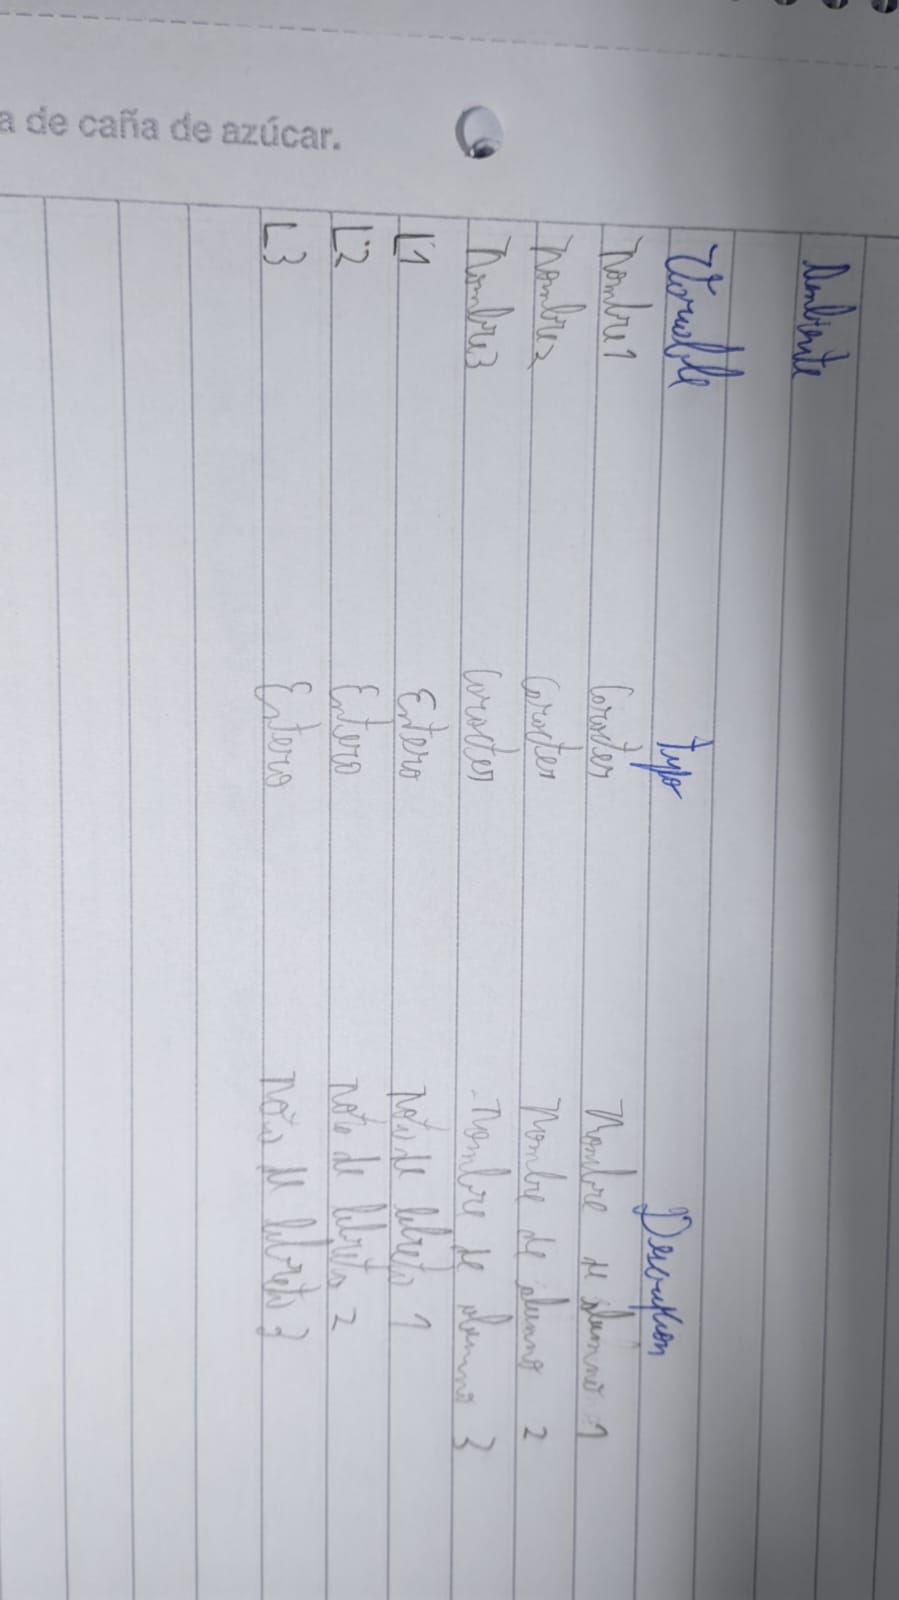 Ambiente
Variable tipo Descripcion
Nombre1 Caracter Nombre de alumno 1
Nombre2 Caracter Nombre de alumno 2
Nombre3 Caracter Nombre de alumno 3
L1 Entero nota de libreta 1
L2 Entero nota de libreta 2
L3 Entero nota de libreta 3
a de caña de azúcar.